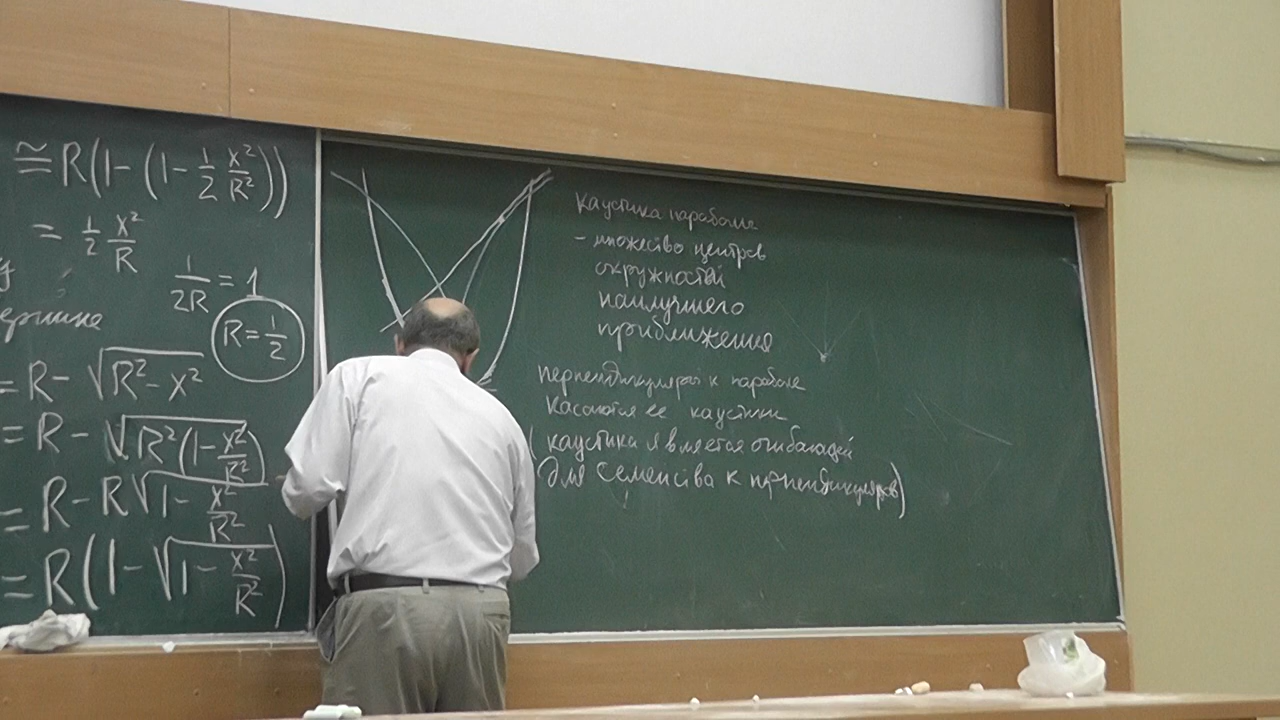 ≅ R(1-(1-1/2 x²/R²))
= 1/2 x²/R
1/2R = 1
R = 1/2
= R - √(R² - x²)
= R - √(R²(1 - x²/R²))
= R - R√(1 - x²/R²)
= R(1 - √(1 - x²/R²))
каустика параболы
- множество центров
окружностей
наилучшего
приближения
перпендикуляры к параболе
касаются ее каустики
(каустика является огибающей
для семейства к перпендикуляров)